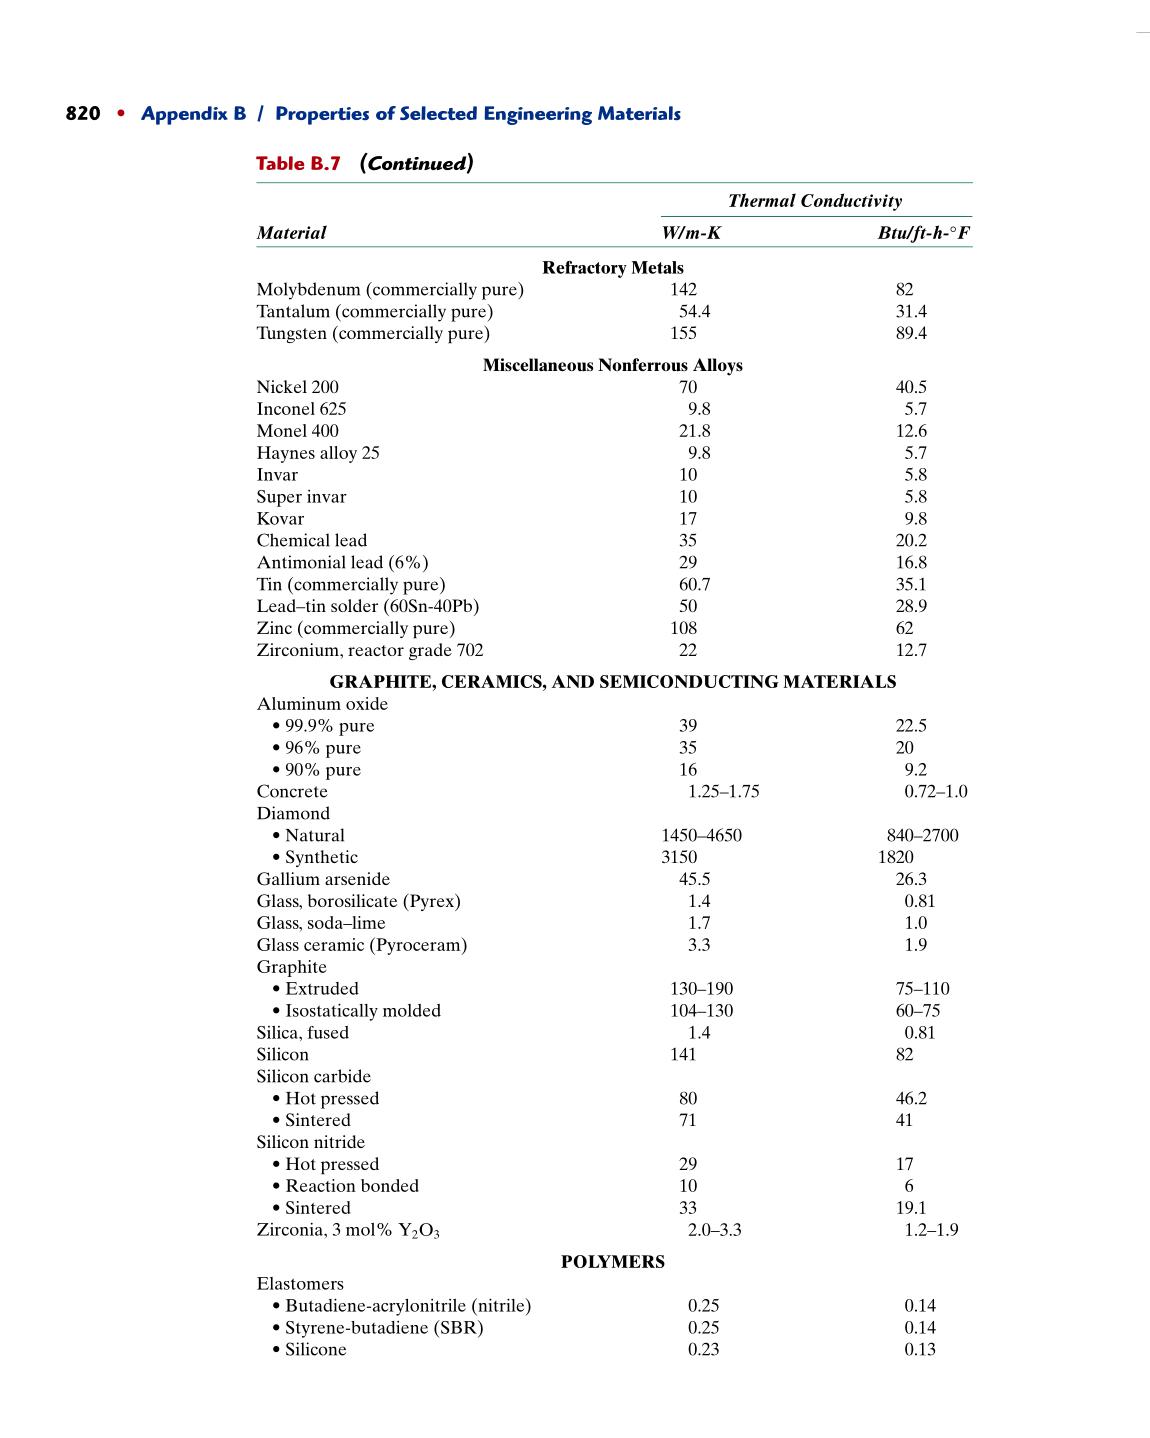 820 • Appendix B / Properties of Selected Engineering Materials
Table B.7 (Continued)
Thermal Conductivity
Material W/m-K Btu/ft-h-°F
Refractory Metals
Molybdenum (commercially pure) 142 82
Tantalum (commercially pure) 54.4 31.4
Tungsten (commercially pure) 155 89.4
Miscellaneous Nonferrous Alloys
Nickel 200 70 40.5
Inconel 625 9.8 5.7
Monel 400 21.8 12.6
Haynes alloy 25 9.8 5.7
Invar 10 5.8
Super invar 10 5.8
Kovar 17 9.8
Chemical lead 35 20.2
Antimonial lead (6%) 29 16.8
Tin (commercially pure) 60.7 35.1
Lead–tin solder (60Sn-40Pb) 50 28.9
Zinc (commercially pure) 108 62
Zirconium, reactor grade 702 22 12.7
GRAPHITE, CERAMICS, AND SEMICONDUCTING MATERIALS
Aluminum oxide
• 99.9% pure 39 22.5
• 96% pure 35 20
• 90% pure 16 9.2
Concrete 1.25–1.75 0.72–1.0
Diamond
• Natural 1450–4650 840–2700
• Synthetic 3150 1820
Gallium arsenide 45.5 26.3
Glass, borosilicate (Pyrex) 1.4 0.81
Glass, soda–lime 1.7 1.0
Glass ceramic (Pyroceram) 3.3 1.9
Graphite
• Extruded 130–190 75–110
• Isostatically molded 104–130 60–75
Silica, fused 1.4 0.81
Silicon 141 82
Silicon carbide
• Hot pressed 80 46.2
• Sintered 71 41
Silicon nitride
• Hot pressed 29 17
• Reaction bonded 10 6
• Sintered 33 19.1
Zirconia, 3 mol% Y₂O₃ 2.0–3.3 1.2–1.9
POLYMERS
Elastomers
• Butadiene-acrylonitrile (nitrile) 0.25 0.14
• Styrene-butadiene (SBR) 0.25 0.14
• Silicone 0.23 0.13